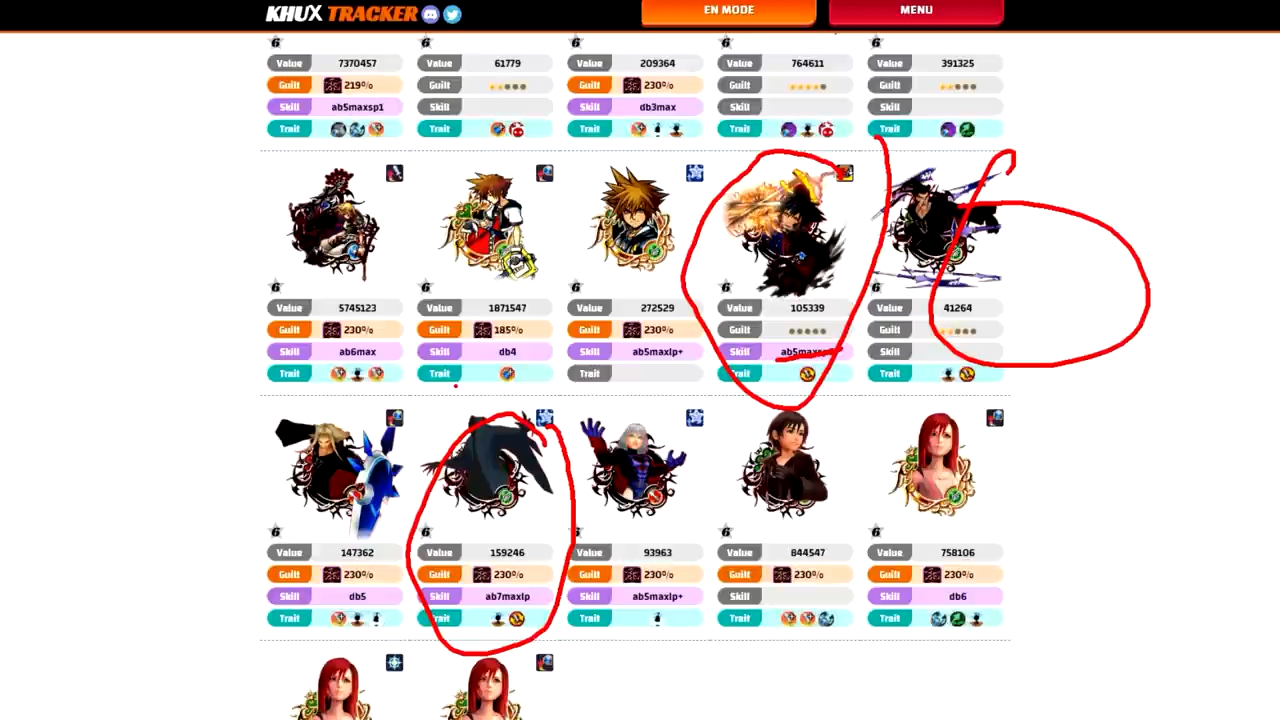 KHUX TRACKER EN MODE MENU
6 6 6 6 6
Value 7370457 Value 61779 Value 209364 Value 764611 Value 391325
Guilt 219% Guilt Guilt 230% Guilt Guilt
Skill ab5maxsp1 Skill Skill db3max Skill Skill
Trait Trait Trait Trait Trait
6 6 6 6 6
Value 5745123 Value 1871547 Value 272529 Value 105339 Value 41264
Guilt 230% Guilt 185% Guilt 230% Guilt Guilt
Skill ab6max Skill db4 Skill ab5maxlp+ Skill Skill
Trait Trait Trait Trait Trait
6 6 6 6 6
Value 147362 Value 159246 Value 93963 Value 844547 Value 758106
Guilt 230% Guilt 230% Guilt 230% Guilt 230% Guilt 230%
Skill db5 Skill ab7maxlp Skill ab5maxlp+ Skill Skill db6
Trait Trait Trait Trait Trait